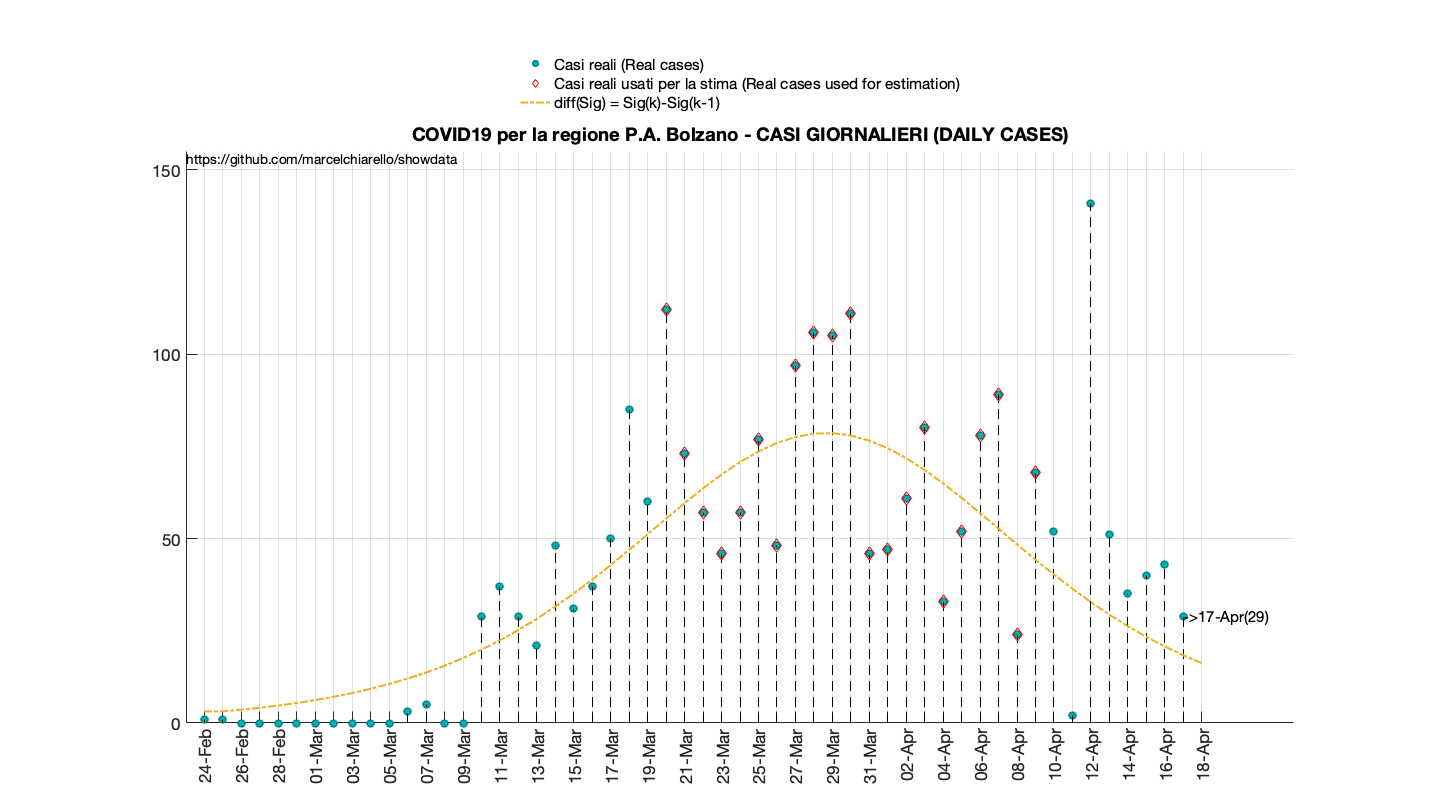 Casi reali (Real cases)
Casi reali usati per la stima (Real cases used for estimation)
diff(Sig) = Sig(k)-Sig(k-1)
COVID19 per la regione P.A. Bolzano - CASI GIORNALIERI (DAILY CASES)
https://github.com/marcelchiarello/showdata
150
100
50
0
>17-Apr(29)
24-Feb
26-Feb
28-Feb
01-Mar
03-Mar
05-Mar
07-Mar
09-Mar
11-Mar
13-Mar
15-Mar
17-Mar
19-Mar
21-Mar
23-Mar
25-Mar
27-Mar
29-Mar
31-Mar
02-Apr
04-Apr
06-Apr
08-Apr
10-Apr
12-Apr
14-Apr
16-Apr
18-Apr